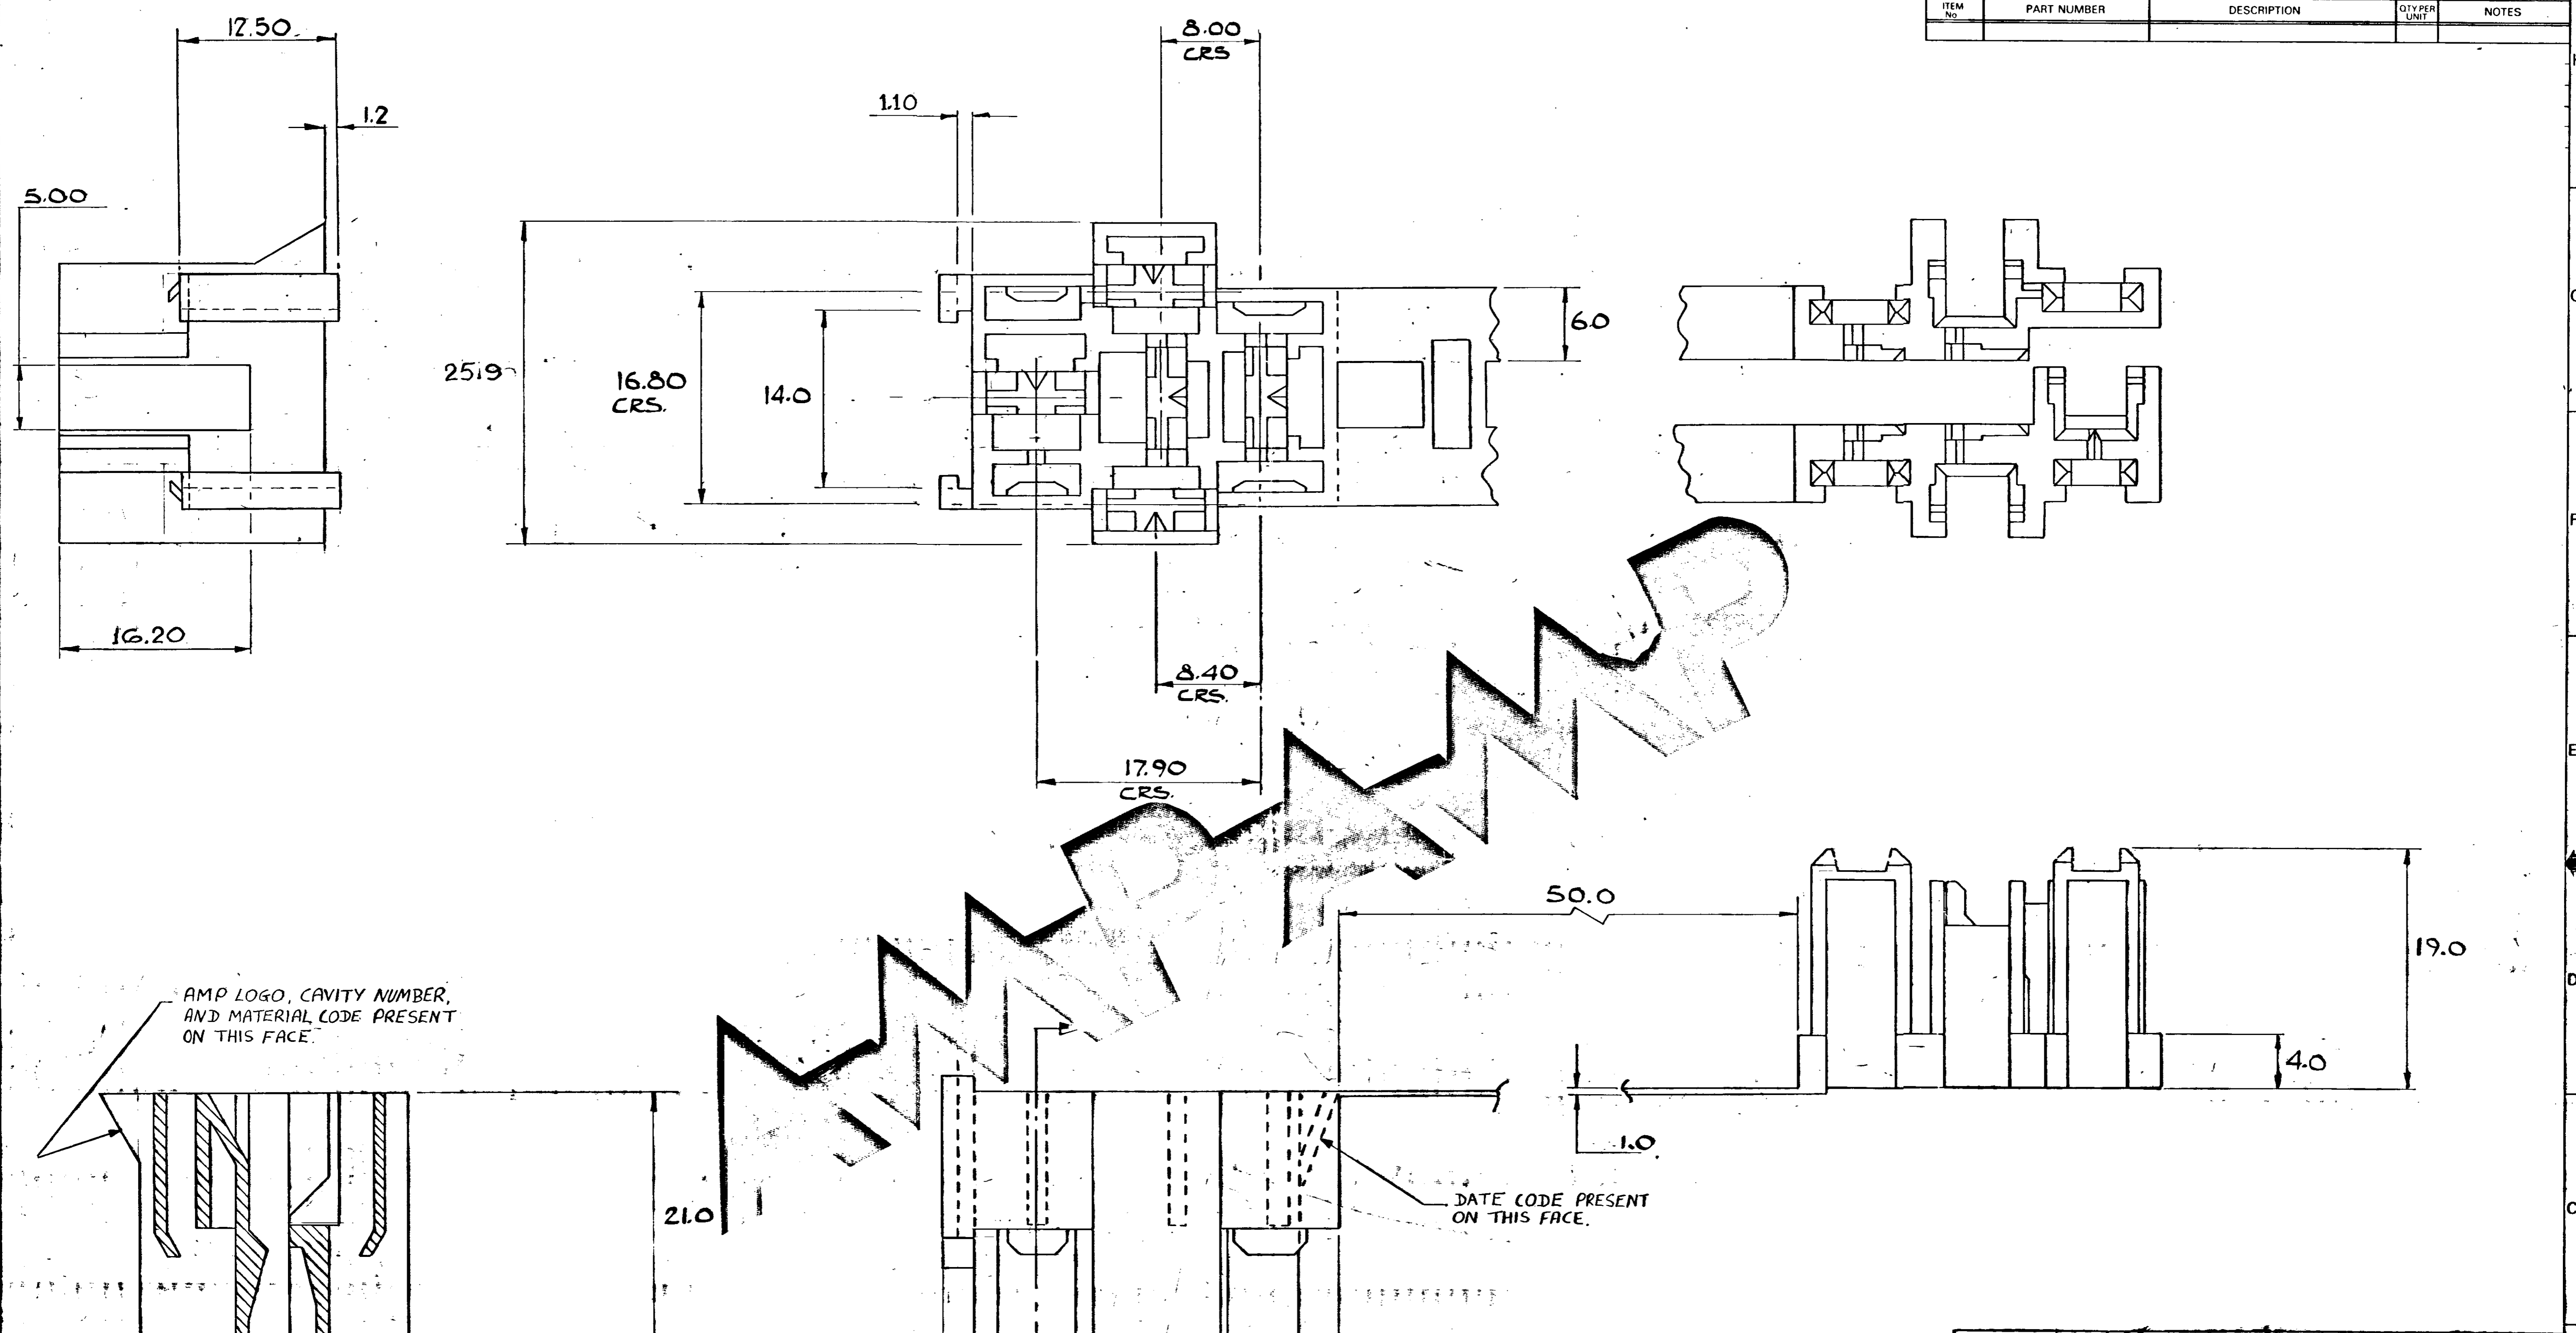 ITEM No
PART NUMBER
DESCRIPTION
QTY PER UNIT
NOTES
12.50
8.00
CRS
1.2
1.10
5.00
25.9
16.80
CRS.
14.0
6.0
16.20
8.40
CRS.
17.90
CRS.
50.0
19.0
4.0
1.0
AMP LOGO, CAVITY NUMBER,
AND MATERIAL CODE PRESENT
ON THIS FACE.
21.0
DATE CODE PRESENT
ON THIS FACE.
E
D
C